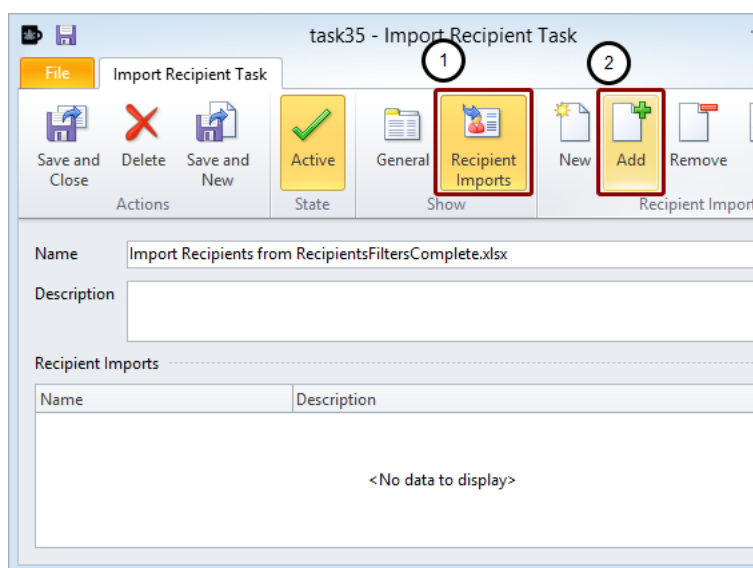 task35 - Import Recipient Task
1
2
File
Import Recipient Task
Save and
Close
Delete
Save and
New
Active
General
Recipient
Imports
New
Add
Remove
Actions
State
Show
Recipient Import
Name
Import Recipients from RecipientsFiltersComplete.xlsx
Description
Recipient Imports
Name
Description
<No data to display>